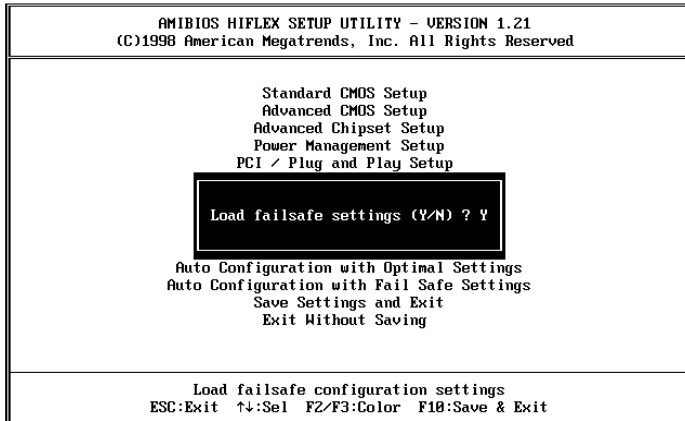 AMIBIOS HIFLEX SETUP UTILITY - VERSION 1.21
(C)1998 American Megatrends, Inc. All Rights Reserved
Standard CMOS Setup
Advanced CMOS Setup
Advanced Chipset Setup
Power Management Setup
PCI / Plug and Play Setup
Load failsafe settings (Y/N) ? Y
Auto Configuration with Optimal Settings
Auto Configuration with Fail Safe Settings
Save Settings and Exit
Exit Without Saving
Load failsafe configuration settings
ESC:Exit ↑↓:Sel F2/F3:Color F10:Save & Exit